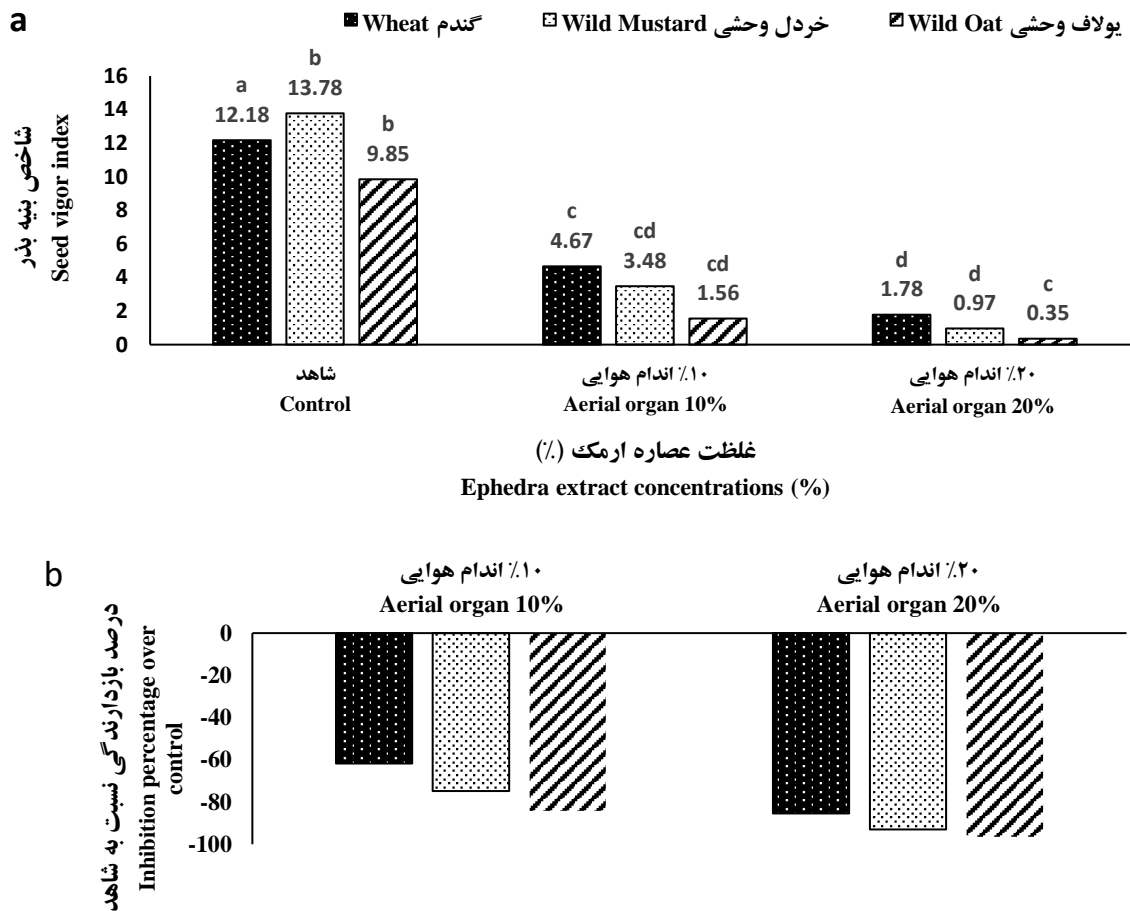 a
Wheat گندم Wild Mustard خردل وحشی Wild Oat یولاف وحشی
شاخص بنیه بذر
Seed vigor index
16
14
12
10
8
6
4
2
0
a
12.18
b
13.78
b
9.85
c
4.67
cd
3.48
cd
1.56
d
1.78
d
0.97
c
0.35
شاهد
Control
۱۰٪ اندام هوایی
Aerial organ 10%
۲۰٪ اندام هوایی
Aerial organ 20%
غلظت عصاره ارمک (٪)
Ephedra extract concentrations (%)
b
۱۰٪ اندام هوایی
Aerial organ 10%
۲۰٪ اندام هوایی
Aerial organ 20%
درصد بازدارندگی نسبت به شاهد
Inhibition percentage over
control
0
-20
-40
-60
-80
-100